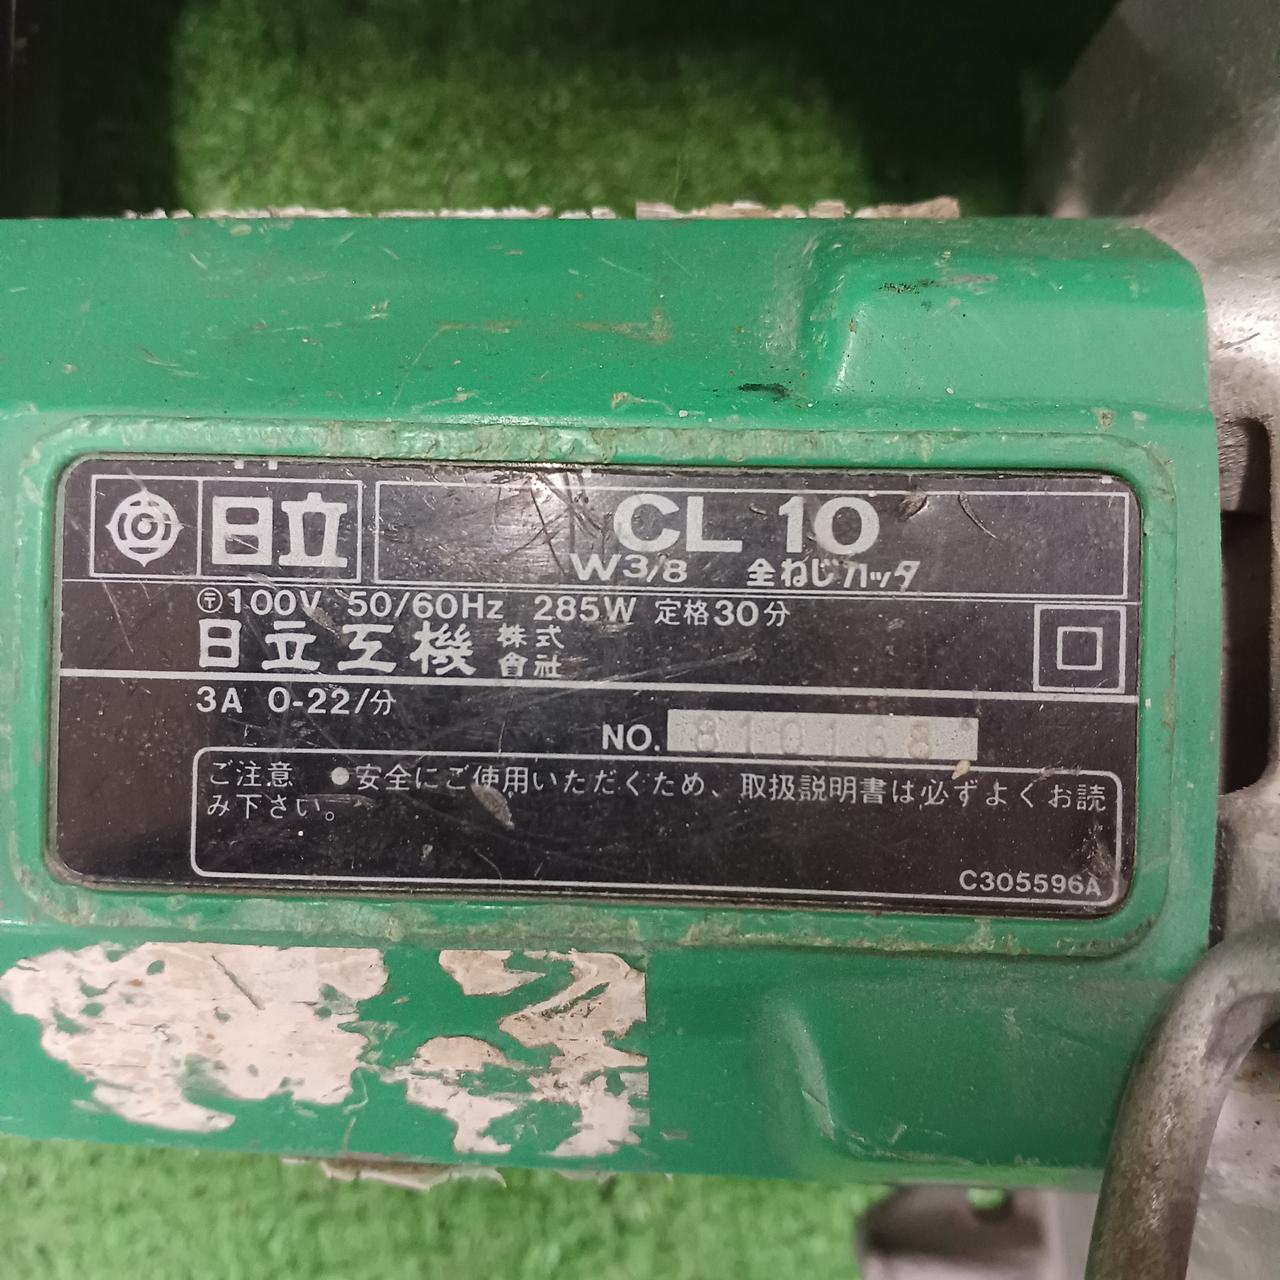 日立
CL 10
W3/8 全ねじカッタ
〒 100V 50/60Hz 285W 定格30分
日立工機 株式會社
3A 0-22/分
NO. 810168
ご注意 ●安全にご使用いただくため、取扱説明書は必ずよくお読
み下さい。
C305596A